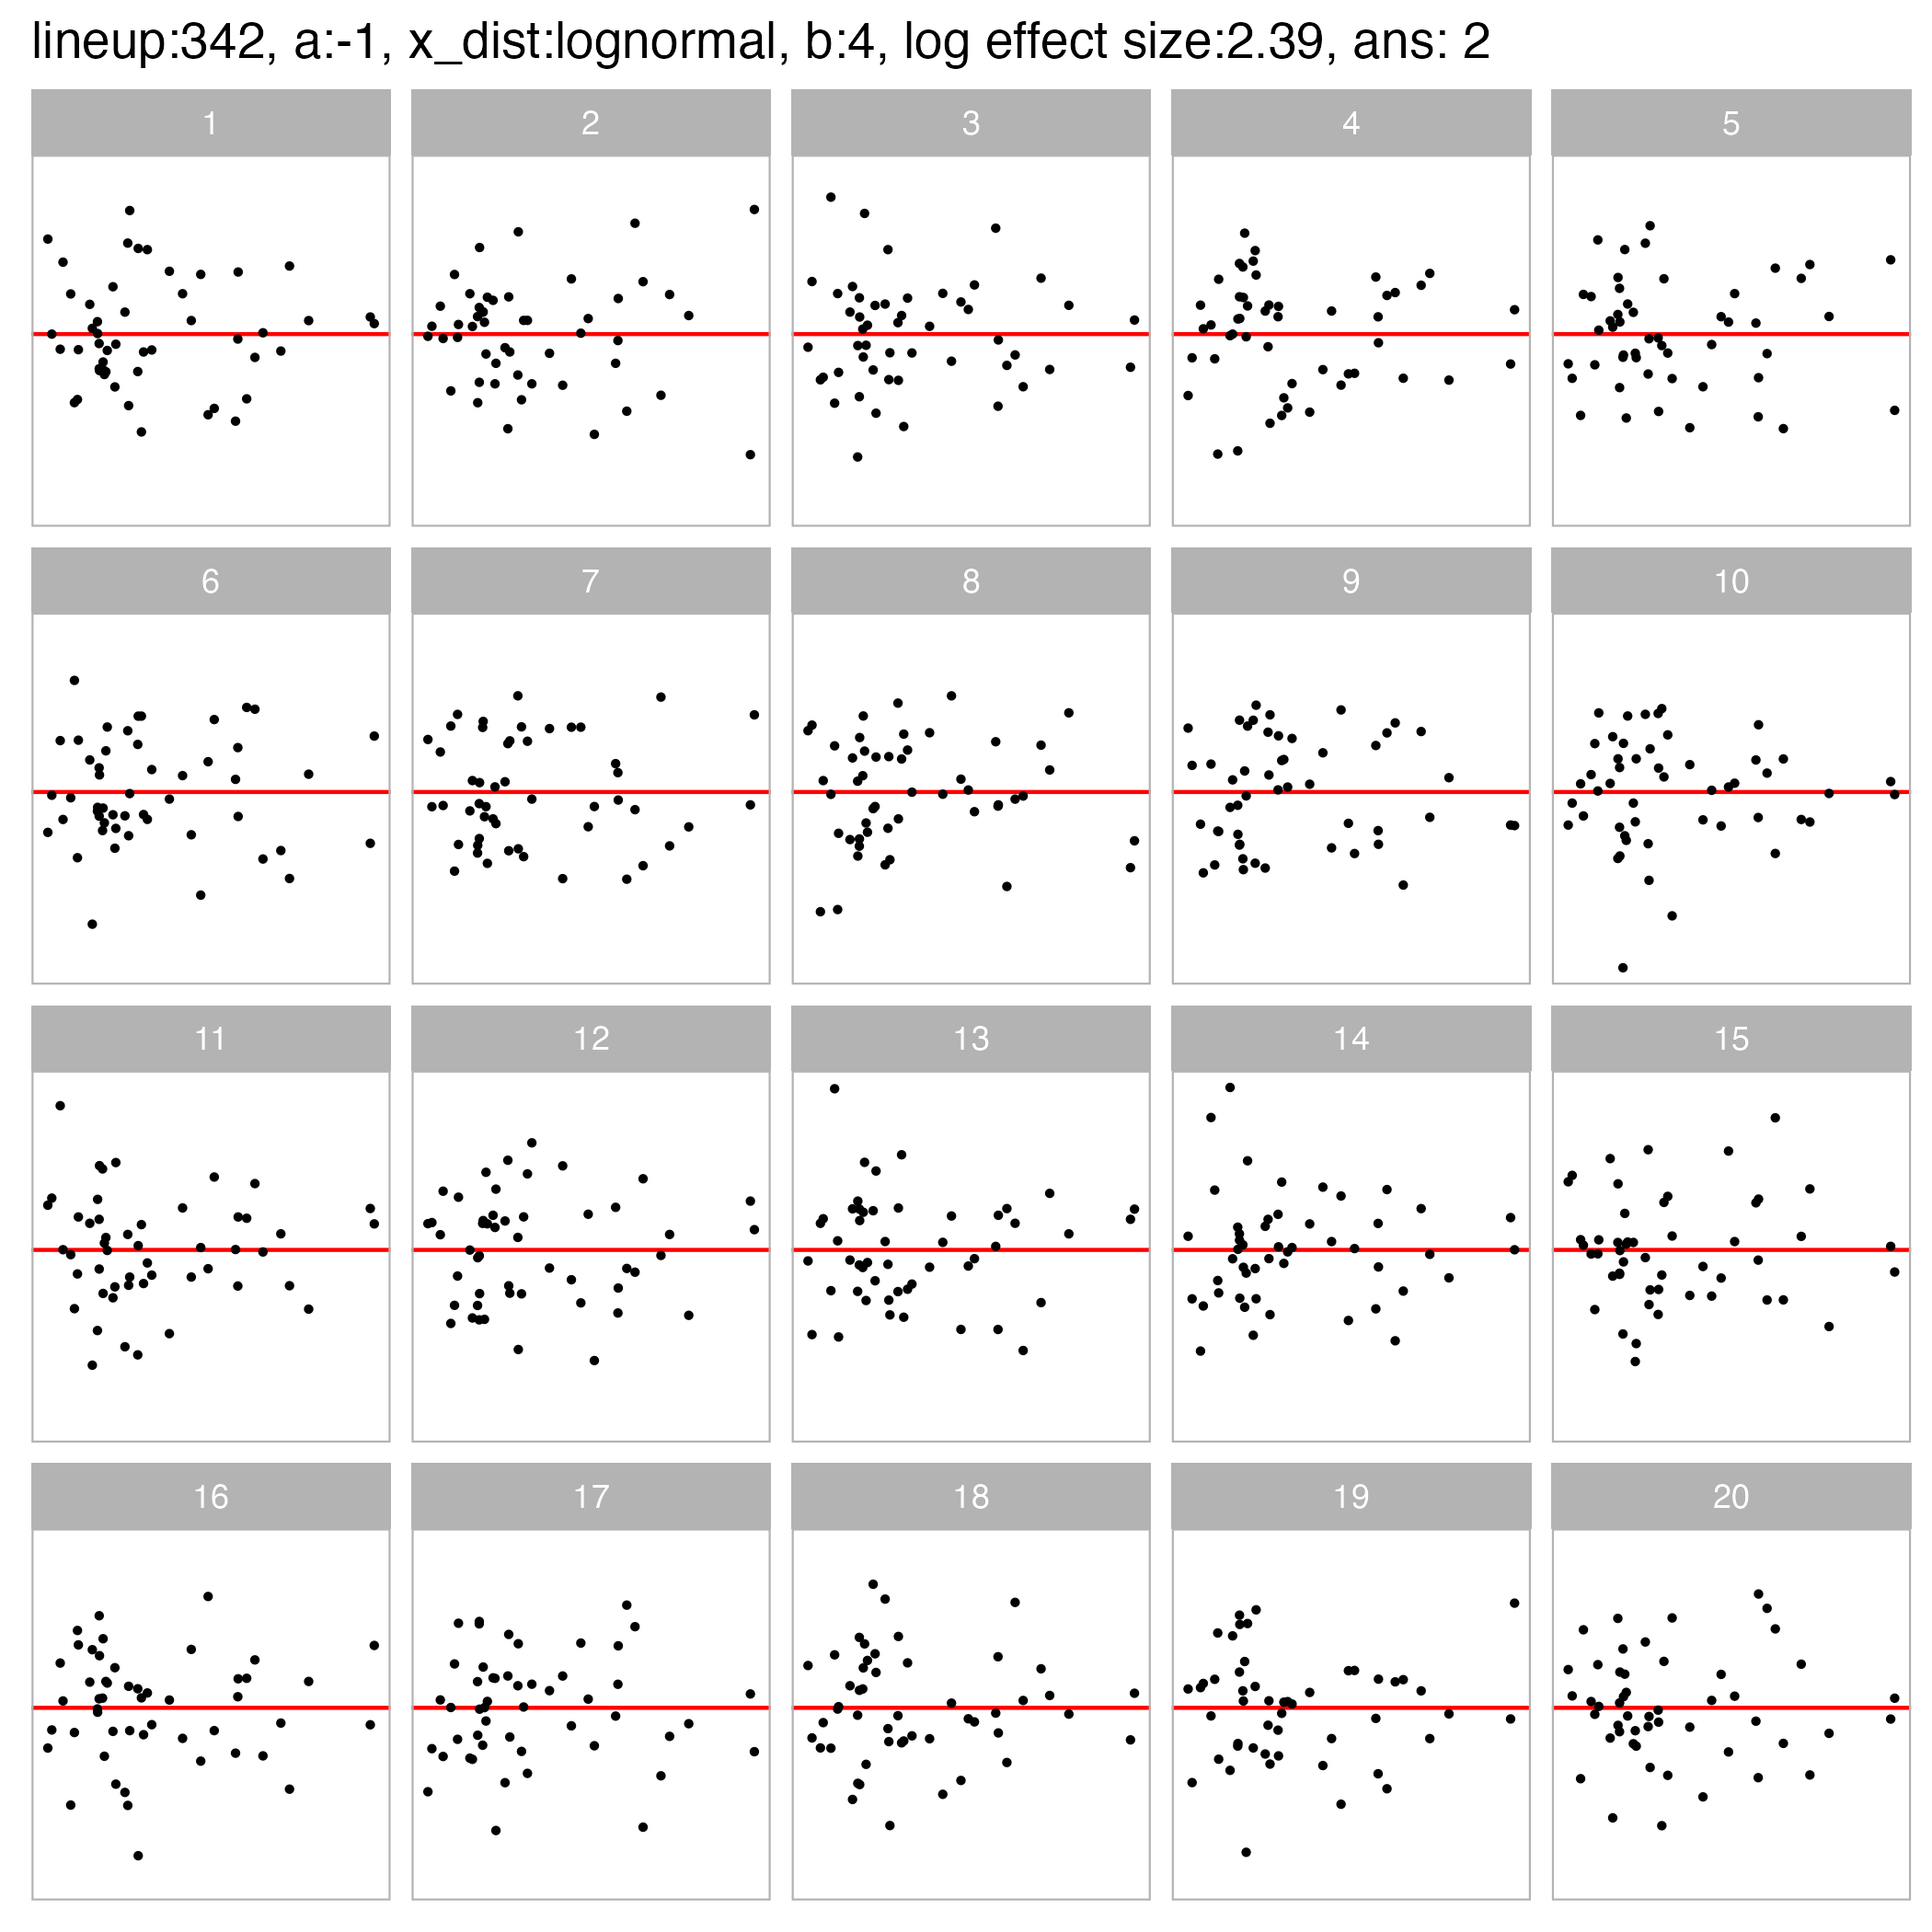 lineup:342, a:-1, x_dist:lognormal, b:4, log effect size:2.39, ans: 2
1 2 3 4 5
6 7 8 9 10
11 12 13 14 15
16 17 18 19 20